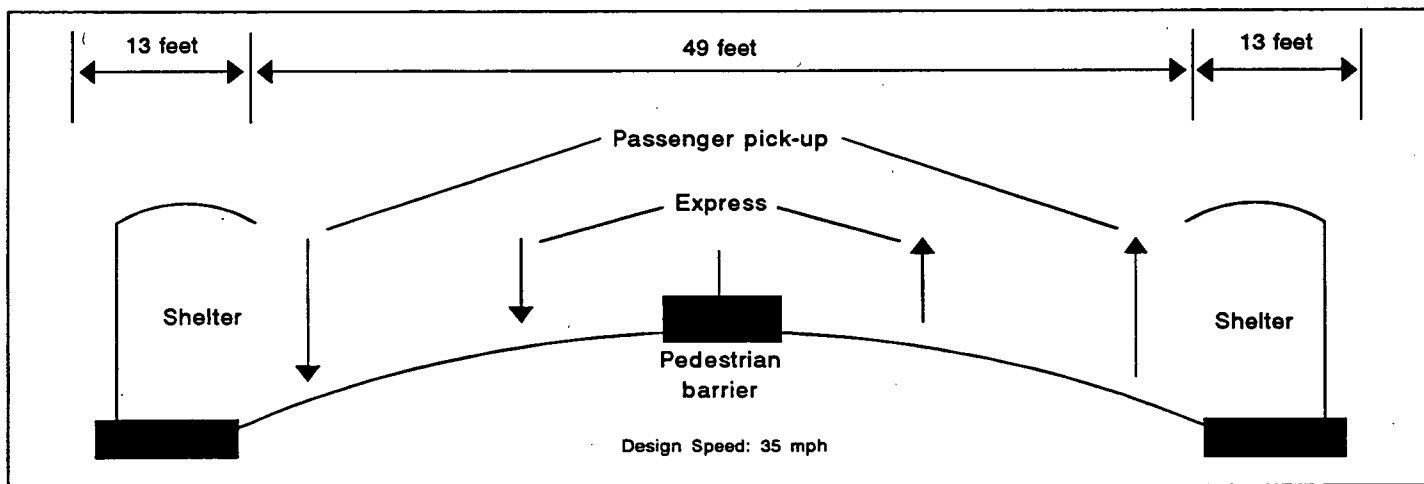 13 feet
49 feet
13 feet
Passenger pick-up
Express
Shelter
Shelter
Pedestrian
barrier
Design Speed: 35 mph